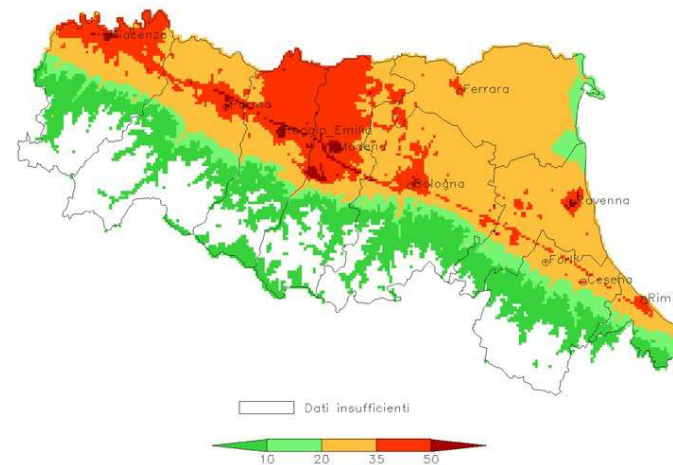 Piacenza
Ferrara
Parma
Reggio_Emilia
Modena
Bologna
Ravenna
Forlì
Cesena
Rim
Dati insufficienti
10 20 35 50